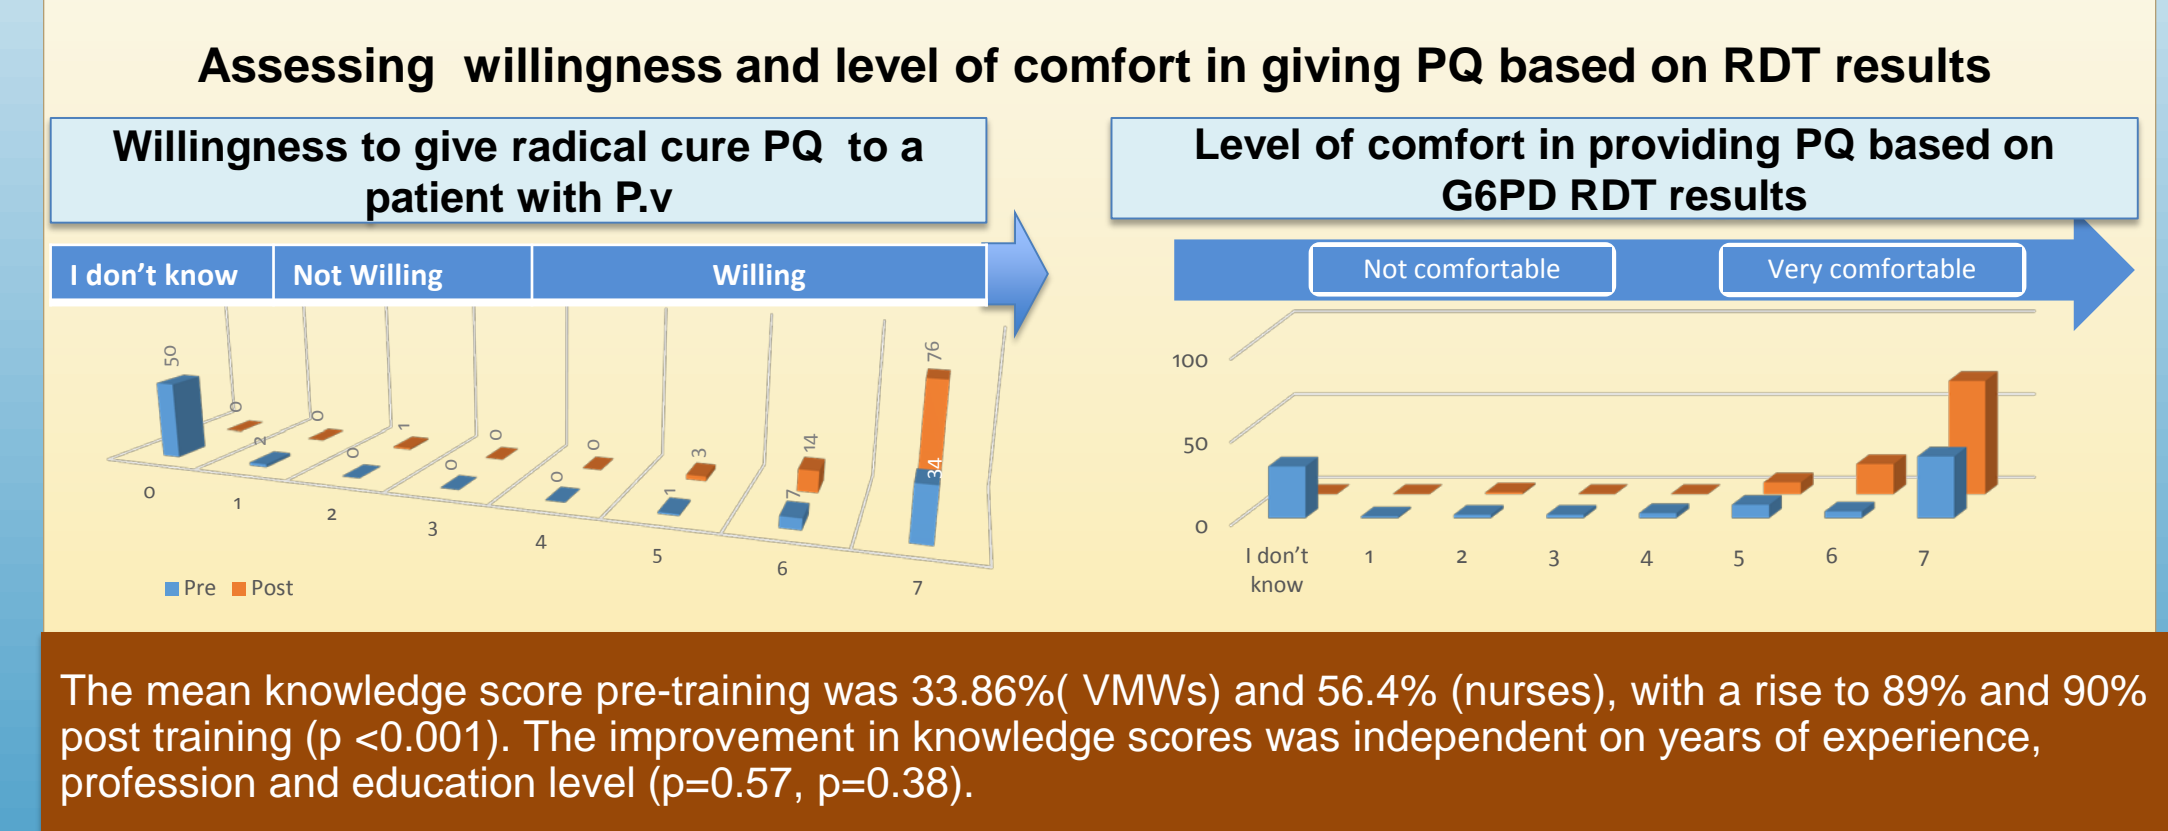 Assessing  willingness and level of comfort in giving PQ based on RDT results
Willingness to give radical cure PQ  to a
patient with P.v
I don't know
Not Willing
Willing
50
0
0
1
0
0
3
14
76
2
0
0
0
1
7
34
0
1
2
3
4
5
6
7
Pre
Post
Level of comfort in providing PQ based on
G6PD RDT results
Not comfortable
Very comfortable
100
50
0
I don't
know
1
2
3
4
5
6
7
The mean knowledge score pre-training was 33.86%( VMWs) and 56.4% (nurses), with a rise to 89% and 90%
post training (p <0.001). The improvement in knowledge scores was independent on years of experience,
profession and education level (p=0.57, p=0.38).